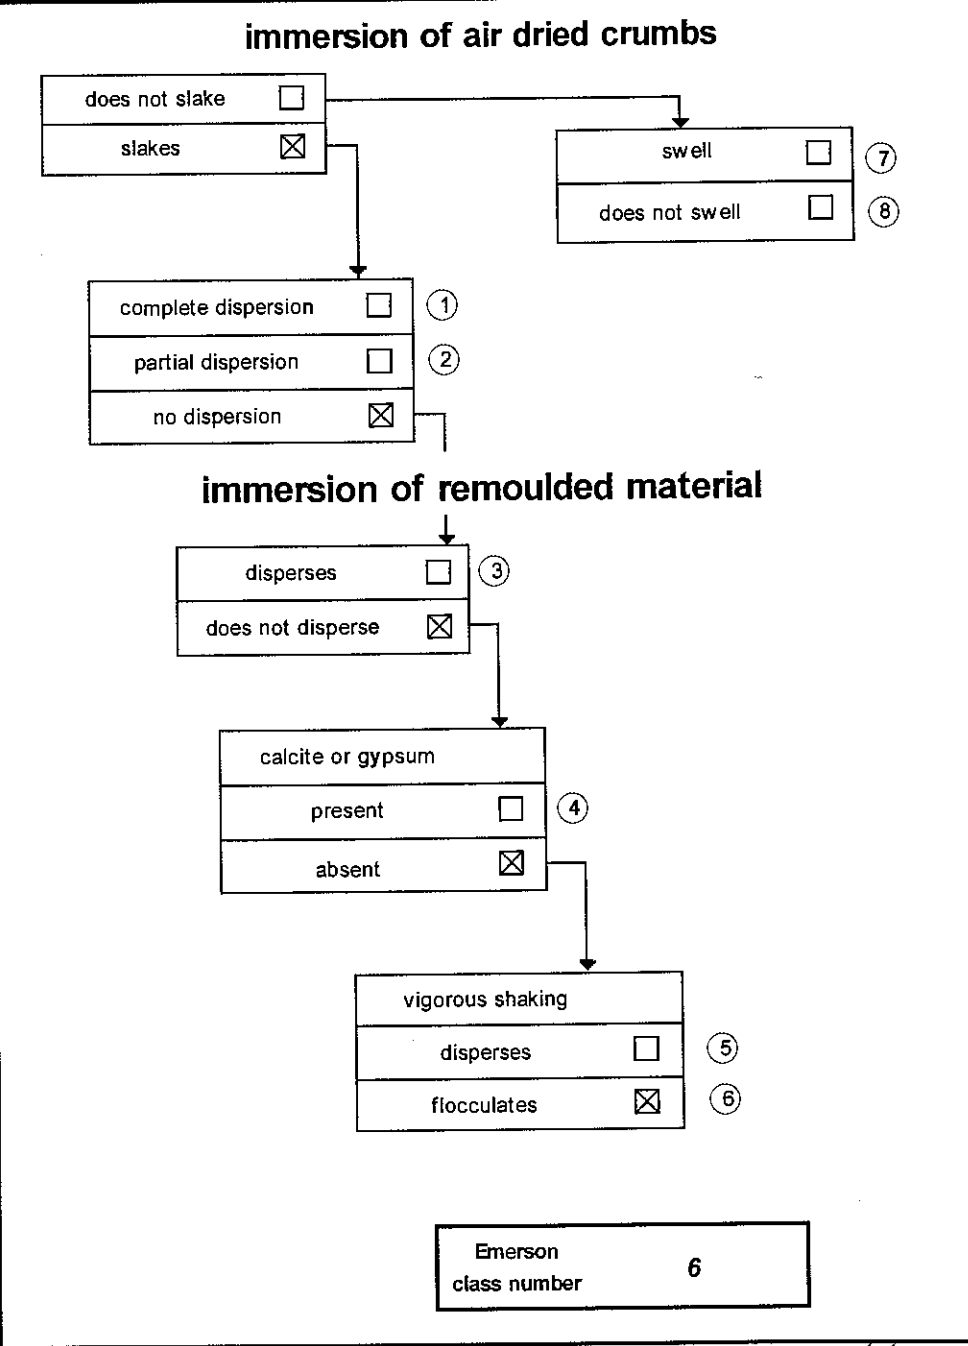 immersion of air dried crumbs
does not slake
slakes
swell
7
does not swell
8
complete dispersion
1
partial dispersion
2
no dispersion
immersion of remoulded material
disperses
3
does not disperse
calcite or gypsum
present
4
absent
vigorous shaking
disperses
5
flocculates
6
Emerson
class number
6